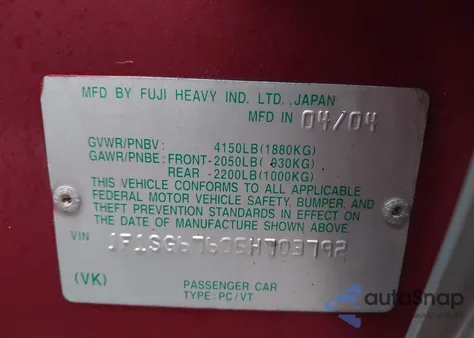 MFD BY FUJI HEAVY IND. LTD.,JAPAN
MFD IN 04/04
GVWR/PNBV : 4150LB(1880KG)
GAWR/PNBE: FRONT-2050LB( 930KG)
REAR -2200LB(1000KG)
THIS VEHICLE CONFORMS TO ALL APPLICABLE
FEDERAL MOTOR VEHICLE SAFETY, BUMPER, AND
THEFT PREVENTION STANDARDS IN EFFECT ON
THE DATE OF MANUFACTURE SHOWN ABOVE.
VIN JF1SG67605H703792
(VK)
PASSENGER CAR
TYPE: PC/VT
autoSnap